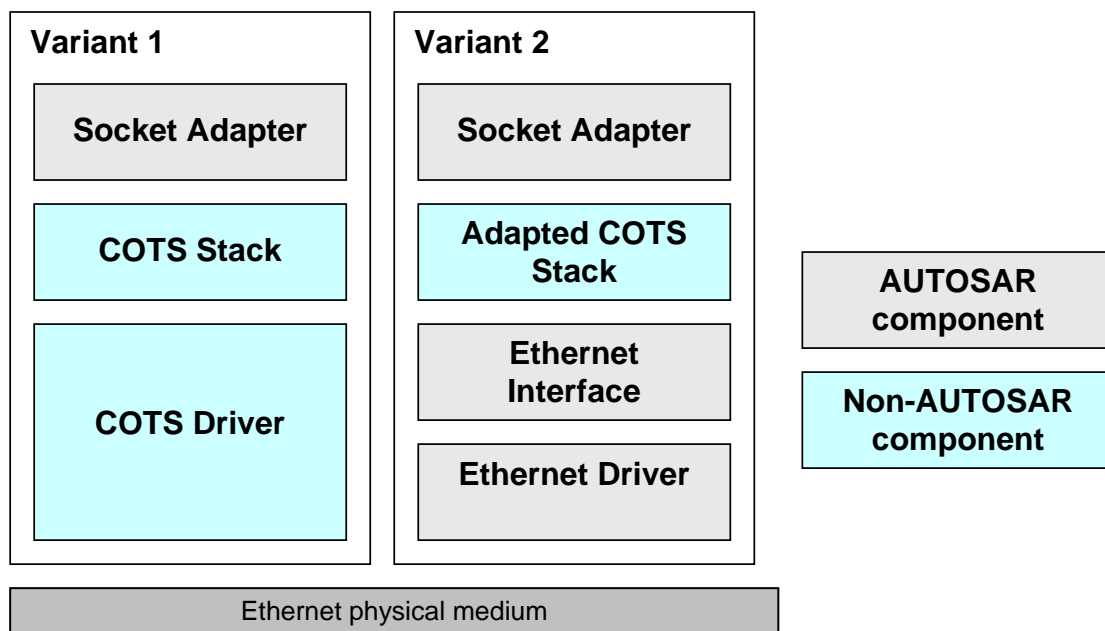 Variant 1
Socket Adapter
COTS Stack
COTS Driver
Variant 2
Socket Adapter
Adapted COTS
Stack
Ethernet
Interface
Ethernet Driver
AUTOSAR
component
Non-AUTOSAR
component
Ethernet physical medium